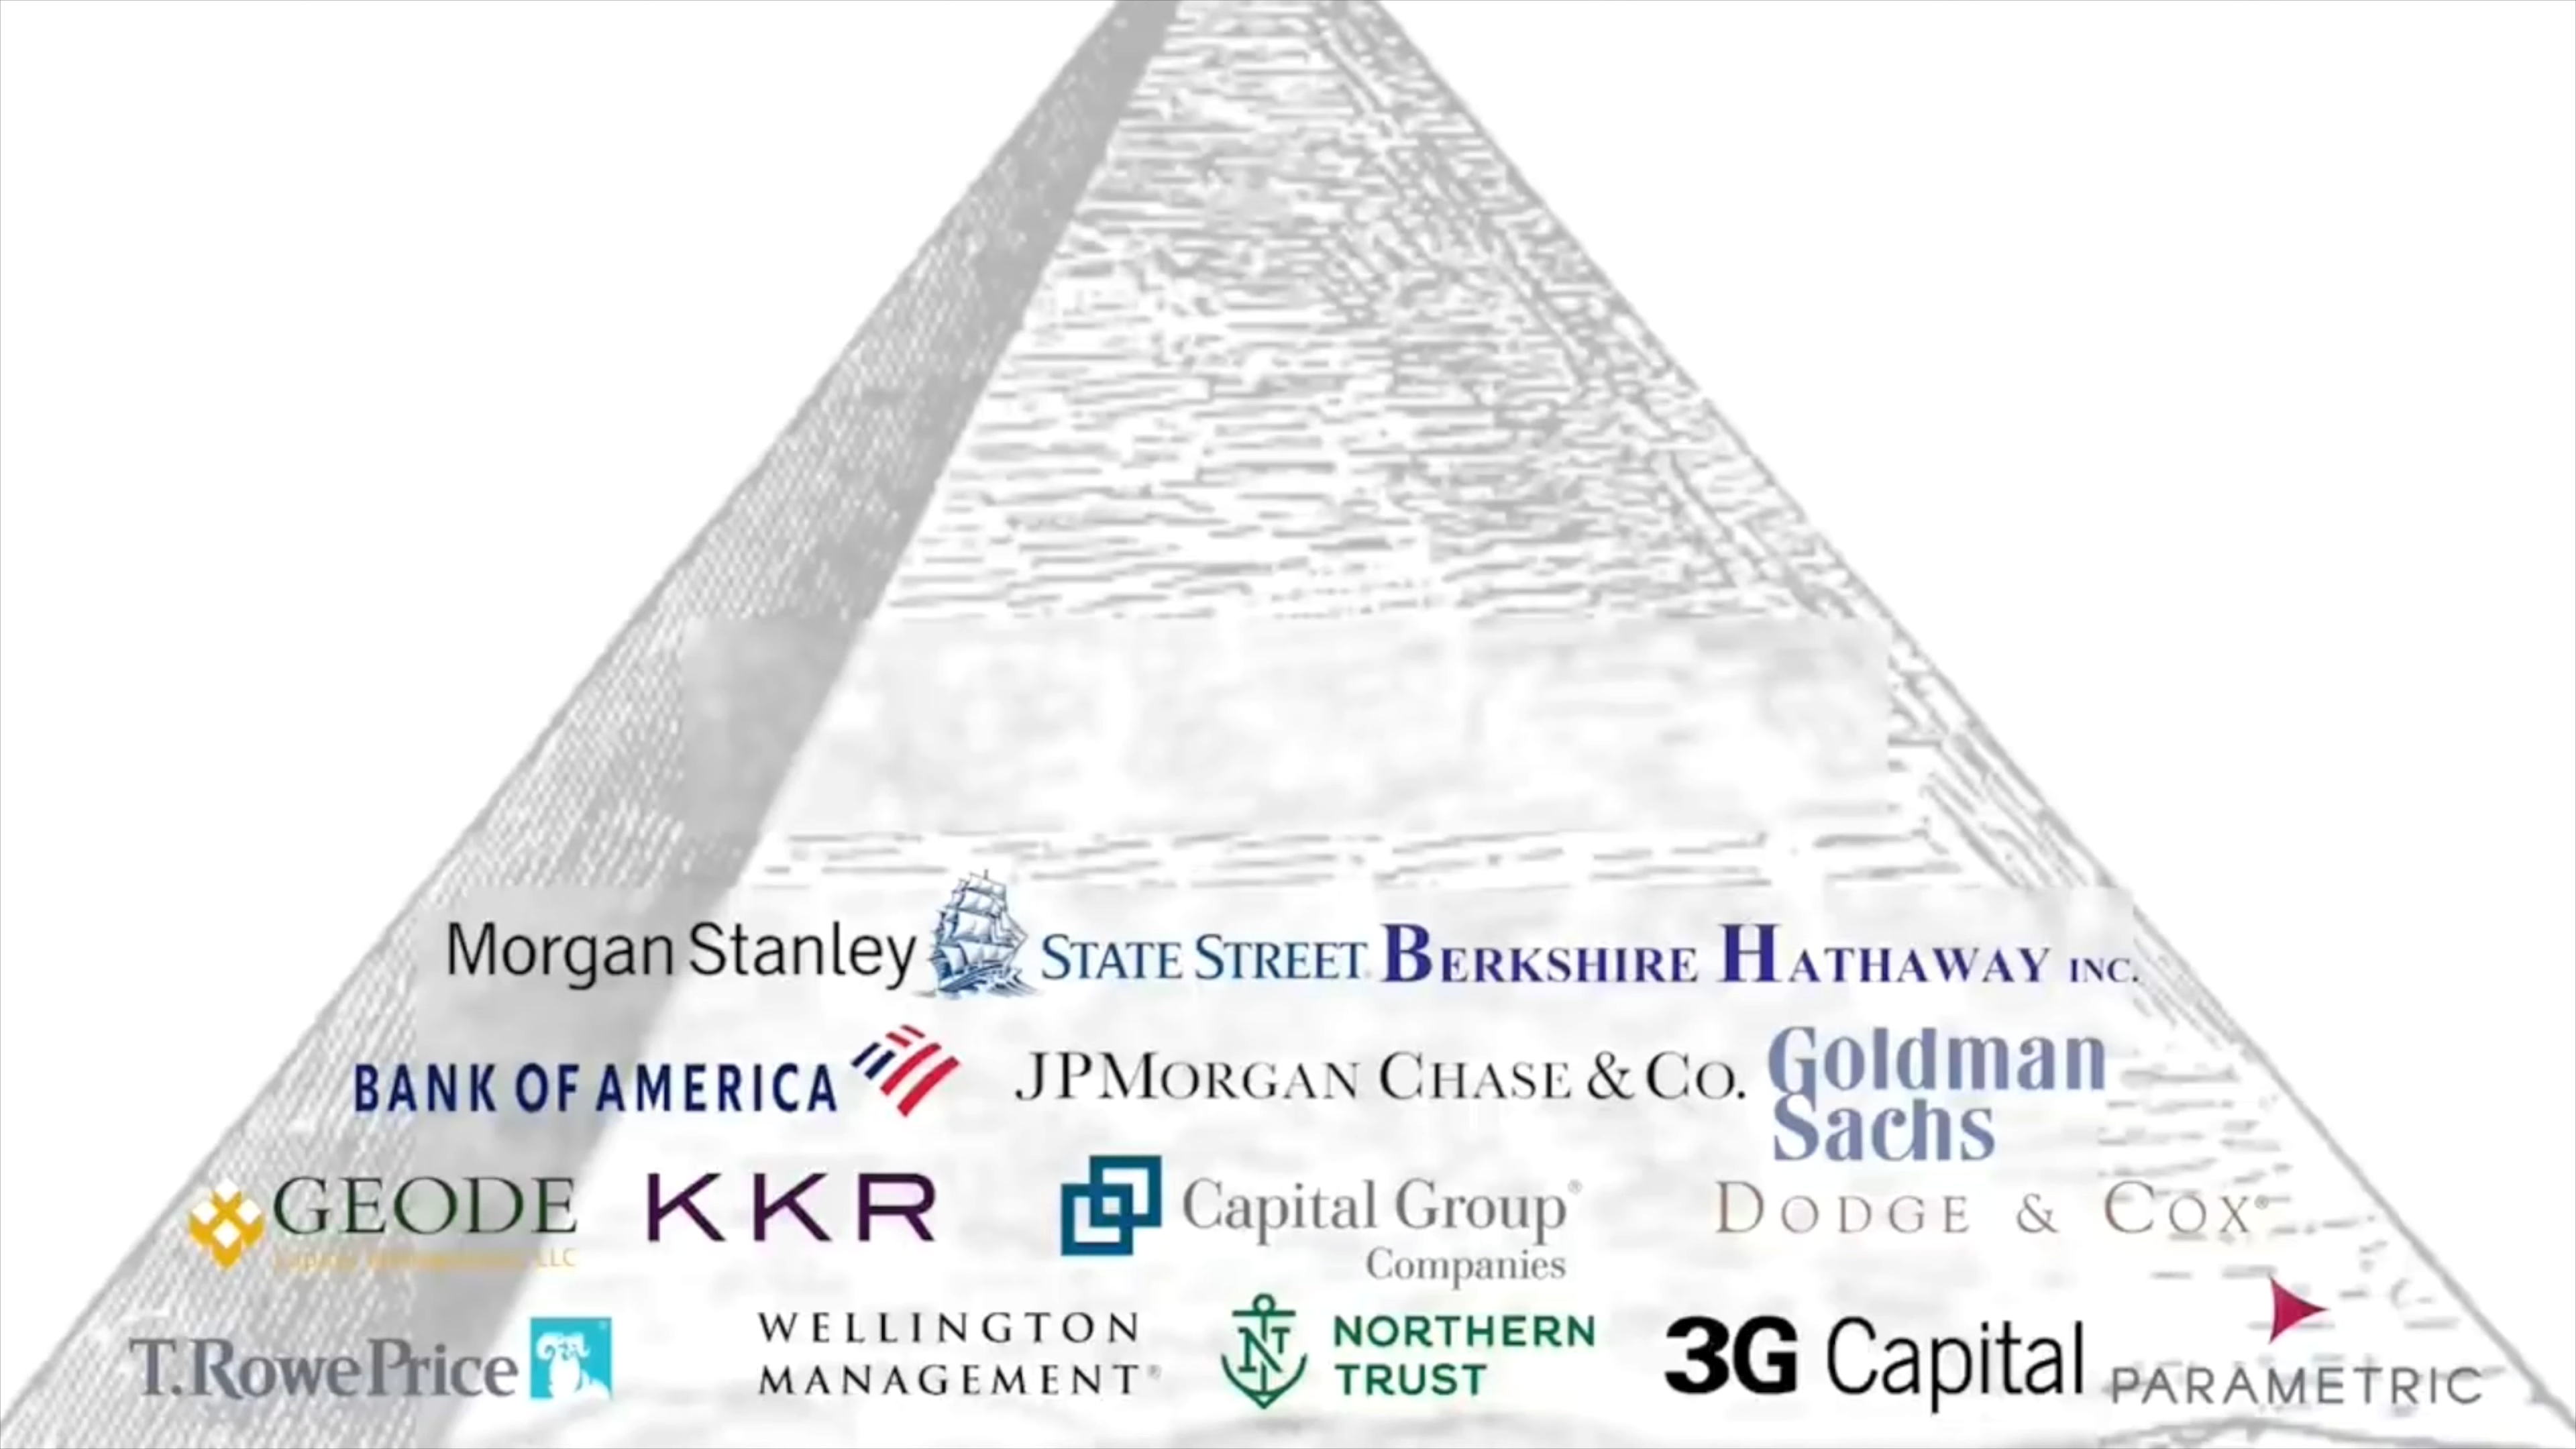 Morgan Stanley
STATE STREET
BERKSHIRE HATHAWAY INC.
BANK OF AMERICA
JPMORGAN CHASE & CO.
Goldman
Sachs
GEODE
LLC
KKR
Capital Group®
Companies
DODGE & COX®
T.RowePrice
WELLINGTON
MANAGEMENT®
NORTHERN
TRUST
3G Capital
PARAMETRIC